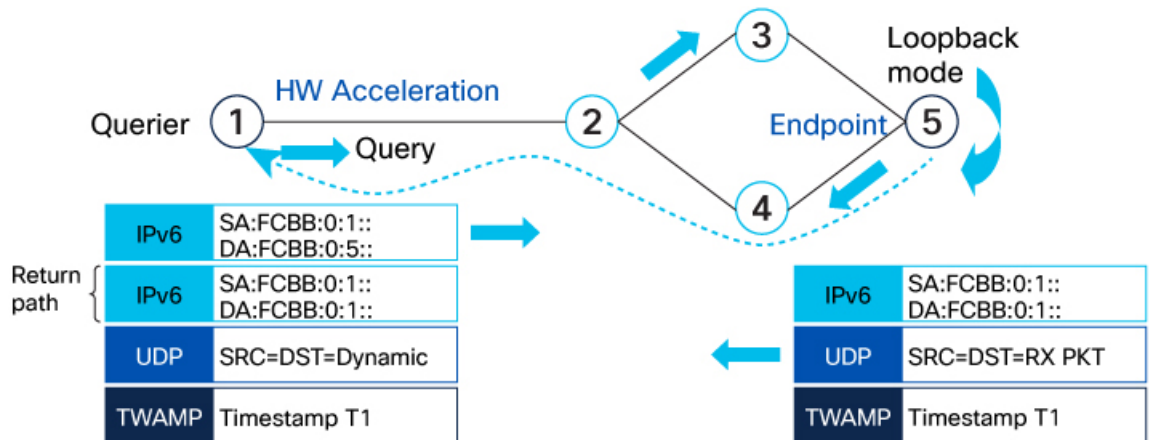 3
Loopback
mode
HW Acceleration
Querier
1
2
Endpoint
5
Query
4
IPv6
SA:FCBB:0:1::
DA:FCBB:0:5::
Return
path
IPv6
SA:FCBB:0:1::
DA:FCBB:0:1::
UDP
SRC=DST=Dynamic
TWAMP
Timestamp T1
IPv6
SA:FCBB:0:1::
DA:FCBB:0:1::
UDP
SRC=DST=RX PKT
TWAMP
Timestamp T1